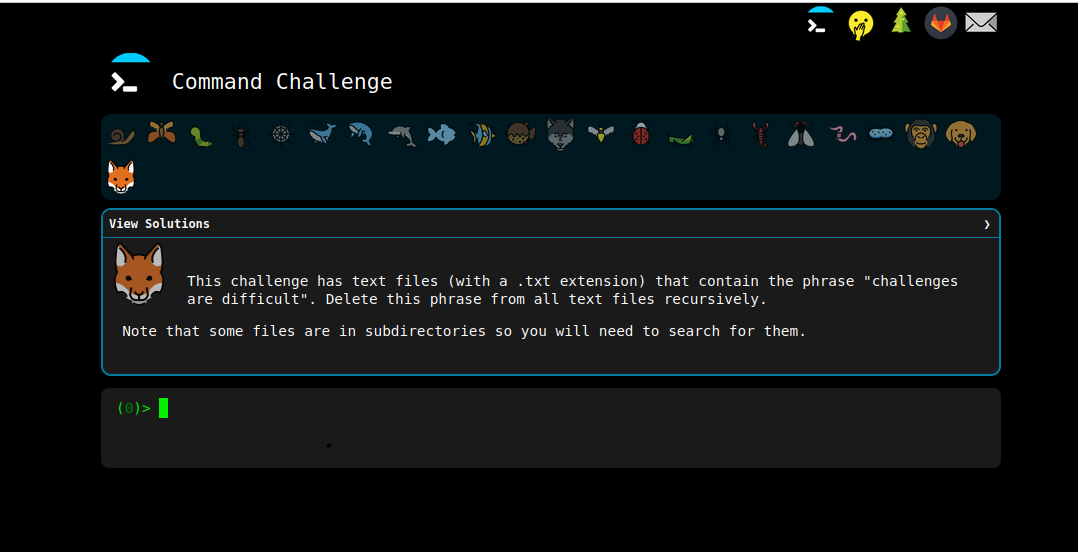 Command Challenge
View Solutions
This challenge has text files (with a .txt extension) that contain the phrase "challenges
are difficult". Delete this phrase from all text files recursively.
Note that some files are in subdirectories so you will need to search for them.
(0)>